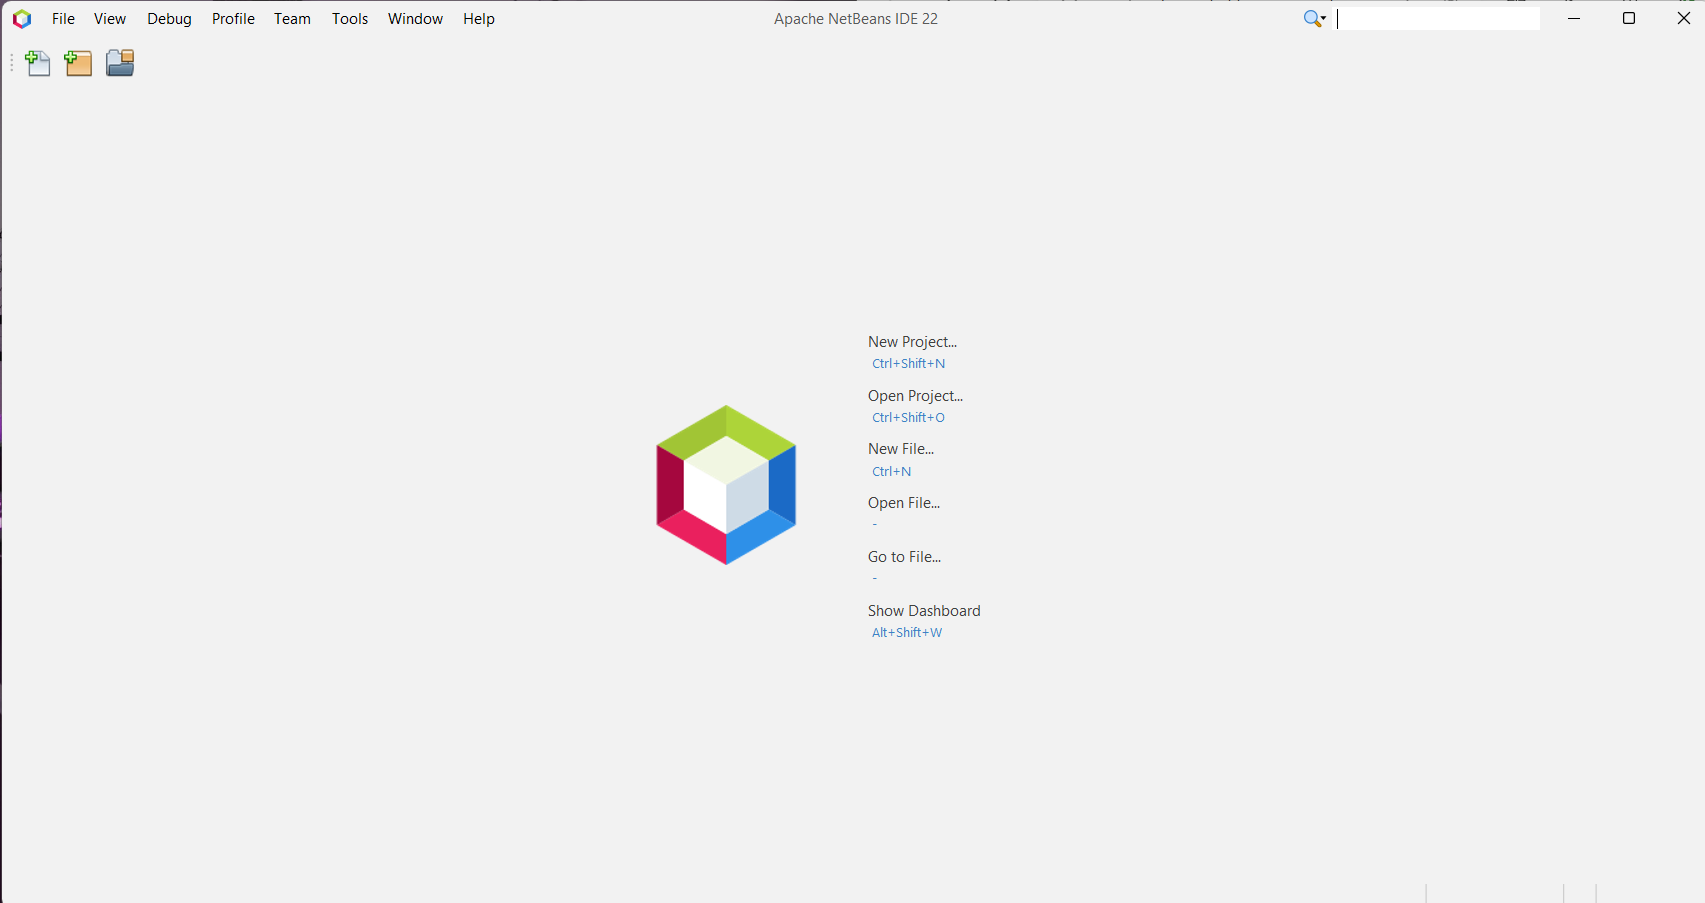 File View Debug Profile Team Tools Window Help Apache NetBeans IDE 22
New Project...
Ctrl+Shift+N
Open Project...
Ctrl+Shift+O
New File...
Ctrl+N
Open File...
-
Go to File...
-
Show Dashboard
Alt+Shift+W